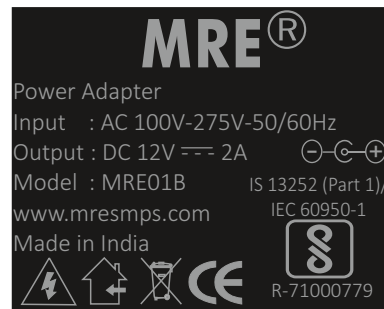 MRE®
Power Adapter
Input : AC 100V-275V-50/60Hz
Output : DC 12V ⎓ 2A
Model : MRE01B
IS 13252 (Part 1)/
www.mresmps.com
IEC 60950-1
Made in India
CE
R-71000779